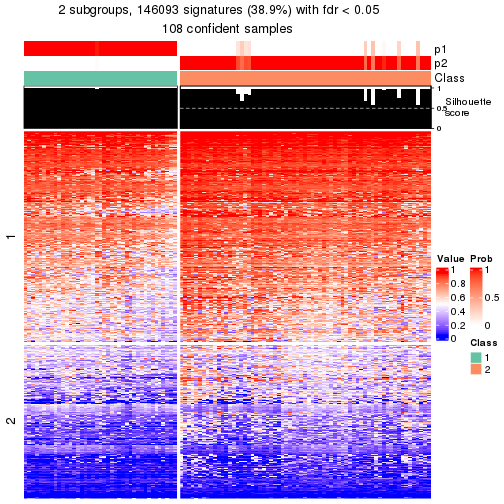 2 subgroups, 146093 signatures (38.9%) with fdr < 0.05
108 confident samples
p1
p2
Class
1
0.5
0
Silhouette
score
1
2
Value
1
0.8
0.6
0.4
0.2
0
Prob
1
0.5
0
Class
1
2